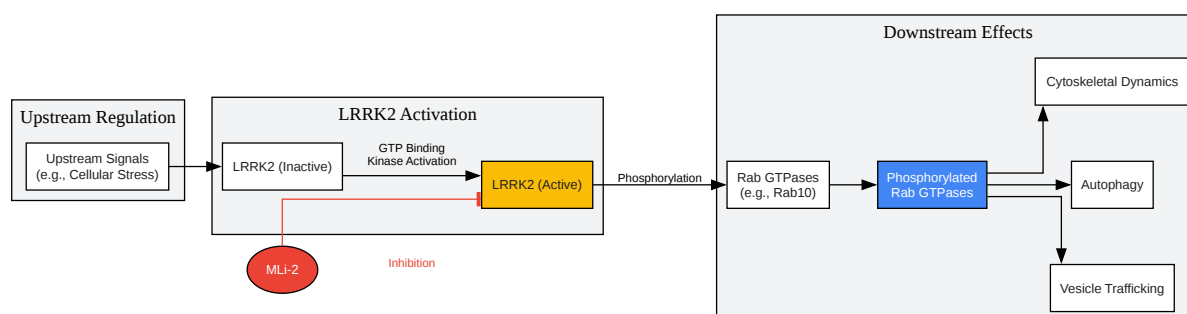 Upstream Regulation
Upstream Signals
(e.g., Cellular Stress)
LRRK2 Activation
LRRK2 (Inactive)
GTP Binding
Kinase Activation
LRRK2 (Active)
MLi-2
Inhibition
Phosphorylation
Downstream Effects
Rab GTPases
(e.g., Rab10)
Phosphorylated
Rab GTPases
Cytoskeletal Dynamics
Autophagy
Vesicle Trafficking